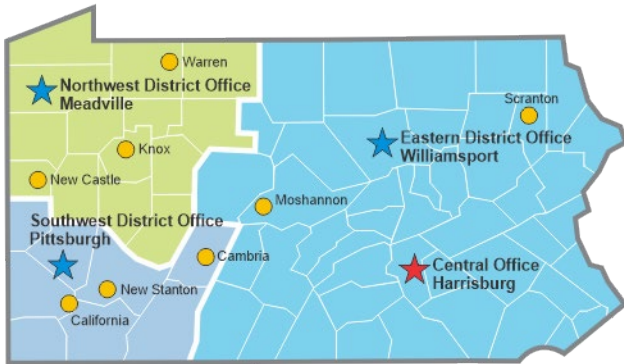 Warren
Northwest District Office
Meadville
Scranton
Eastern District Office
Williamsport
Knox
New Castle
Moshannon
Southwest District Office
Pittsburgh
Cambria
Central Office
Harrisburg
New Stanton
California